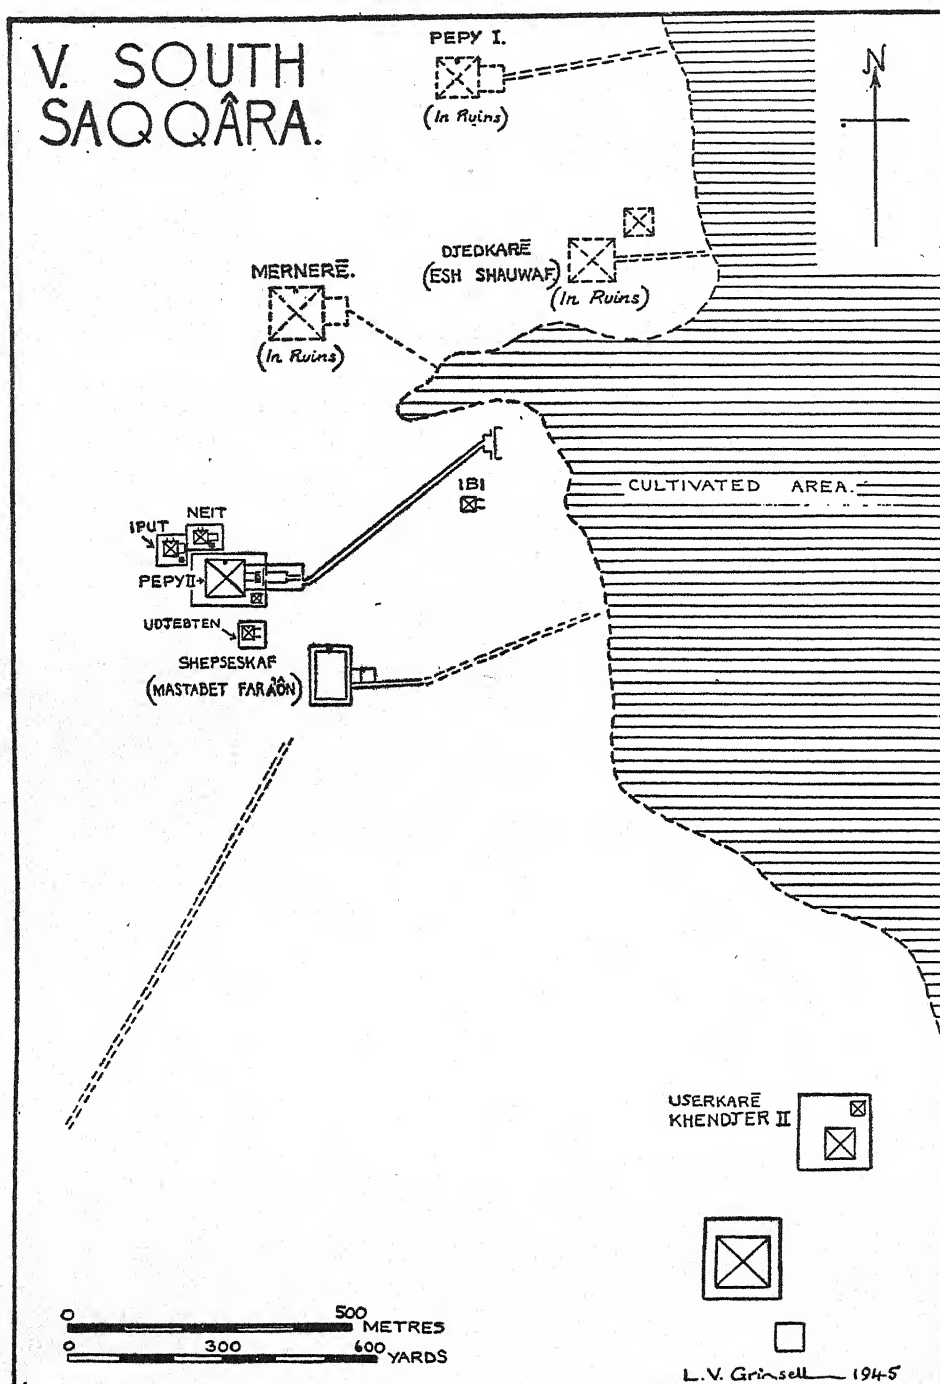 V. SOUTH
SAQQÂRA.
PEPY I.
(In Ruins)
N
DJEDKARĒ
(ESH SHAUWAF)
(In Ruins)
MERNERĒ.
(In Ruins)
CULTIVATED AREA.
IBI
NEIT
IPUT
PEPY II
UDJEBTEN
SHEPSESKAF
(MASTABET FARAÔN)
USERKARĒ
KHENDJER II
0 500
METRES
0 300 600
YARDS
L.V. Grinsell 1945